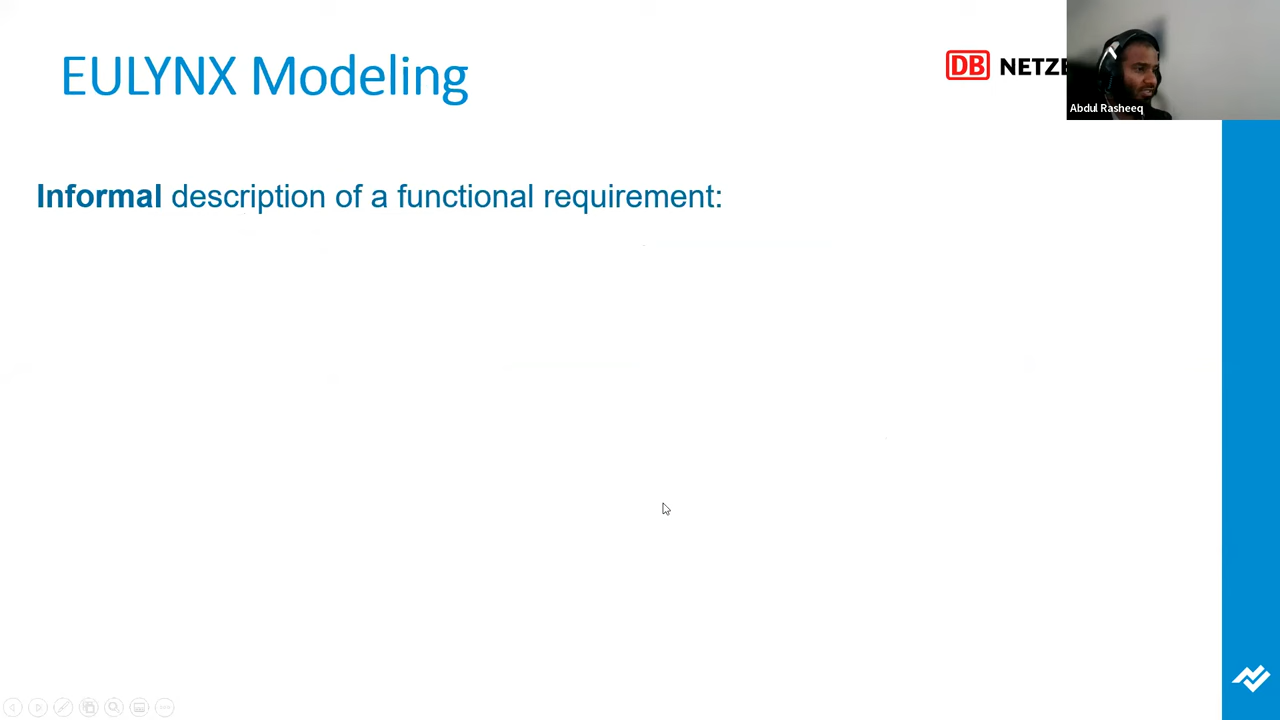 EULYNX Modeling
DB NETZE
Abdul Rasheeq
Informal description of a functional requirement: